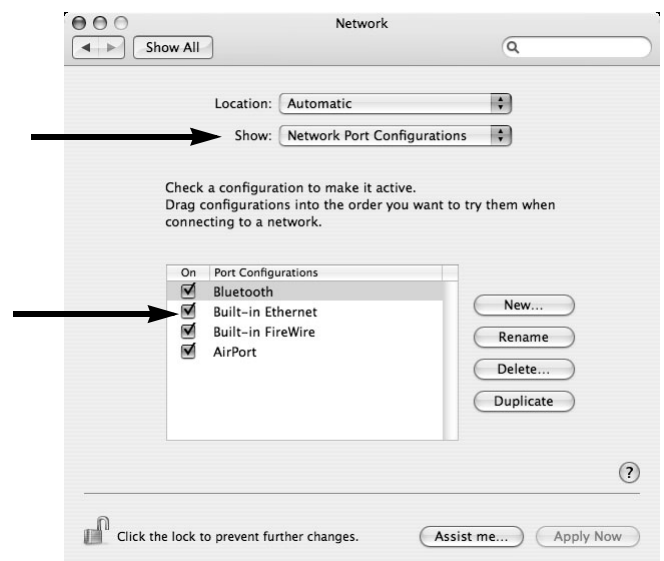 Network
Show All
Location: Automatic
Show: Network Port Configurations
Check a configuration to make it active.
Drag configurations into the order you want to try them when
connecting to a network.
On Port Configurations
Bluetooth
Built-in Ethernet
Built-in FireWire
AirPort
New...
Rename
Delete...
Duplicate
?
Click the lock to prevent further changes.
Assist me...
Apply Now